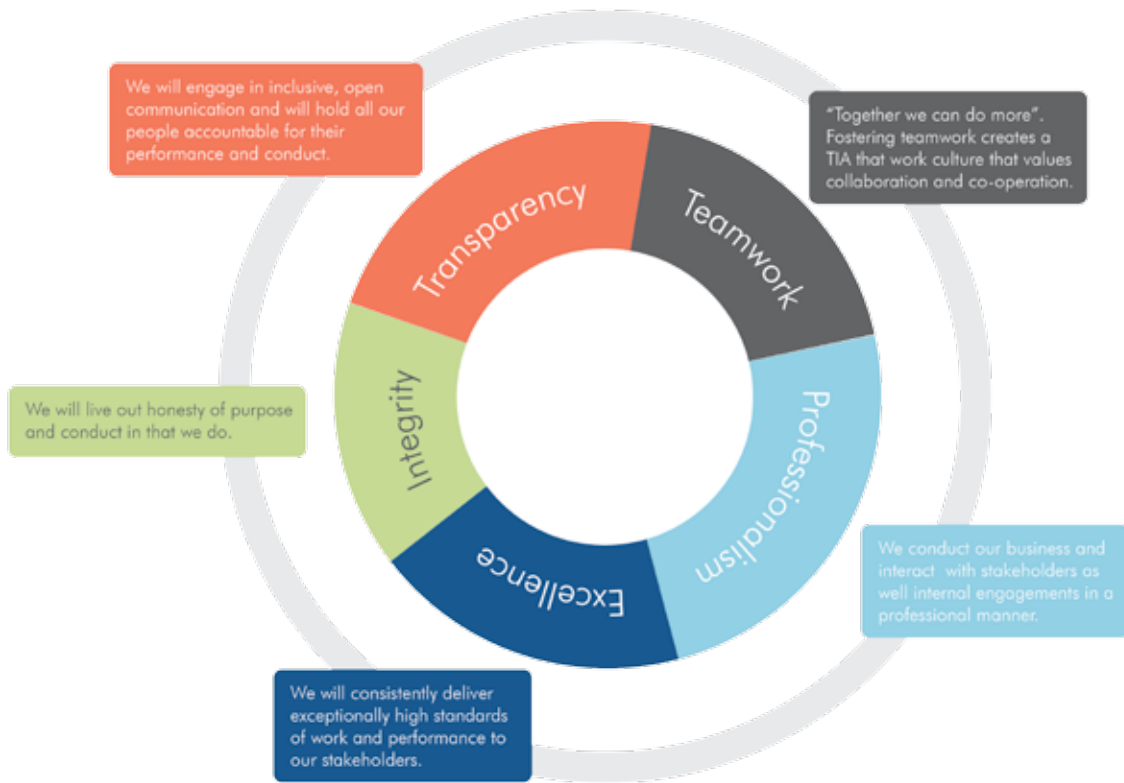 We will engage in inclusive, open
communication and will hold all our
people accountable for their
performance and conduct.
"Together we can do more".
Fostering teamwork creates a
TIA that work culture that values
collaboration and co-operation.
Transparency
Teamwork
We will live out honesty of purpose
and conduct in that we do.
Integrity
Professionalism
Excellence
We conduct our business and
interact with stakeholders as
well internal engagements in a
professional manner.
We will consistently deliver
exceptionally high standards
of work and performance to
our stakeholders.